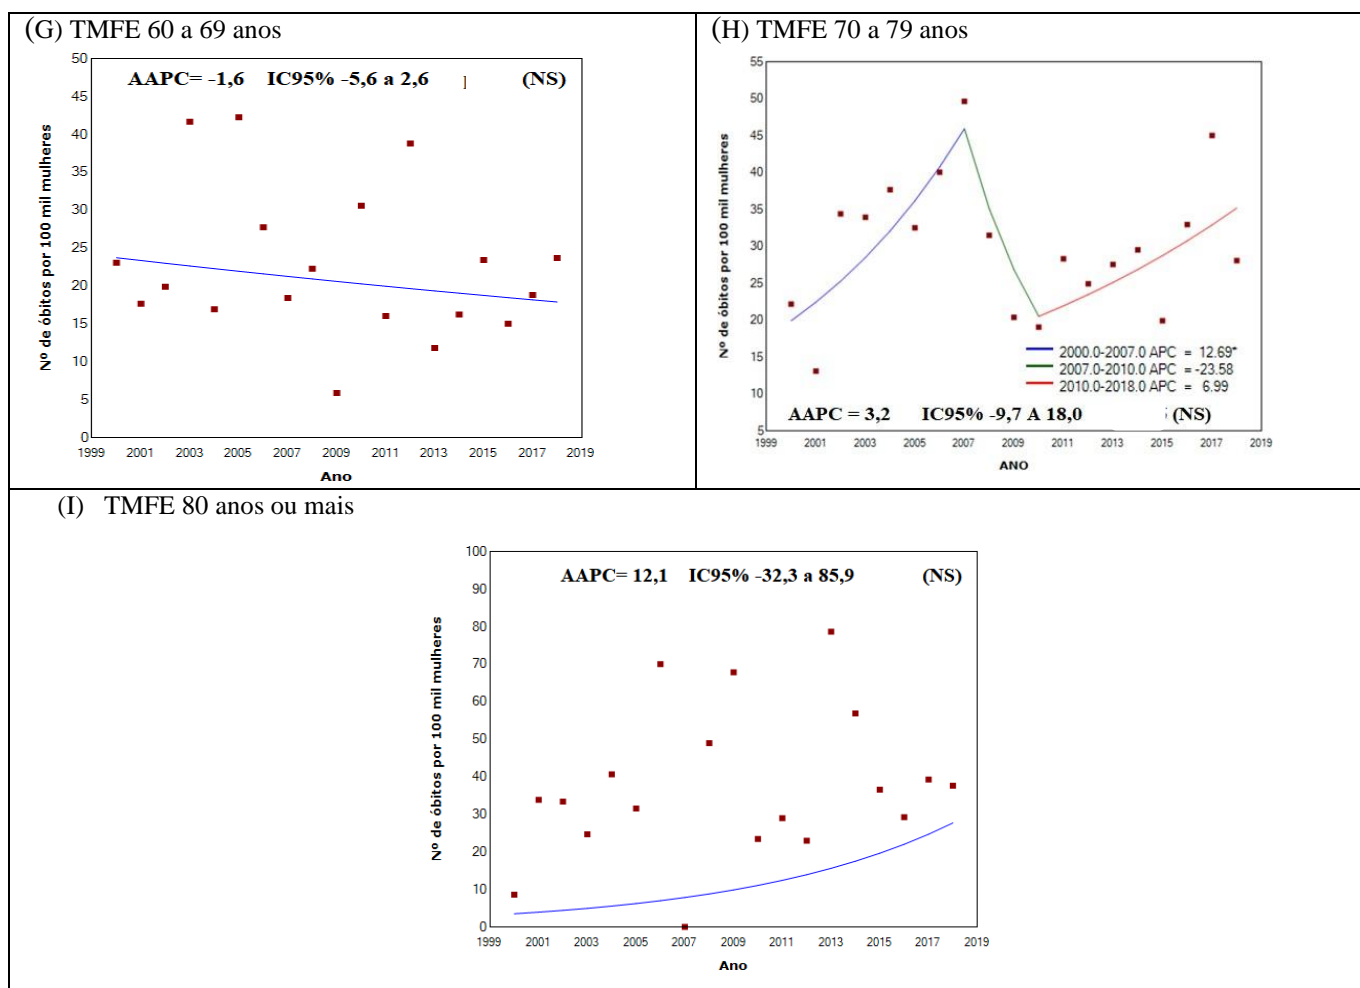 (G) TMFE 60 a 69 anos
AAPC= -1,6 IC95% -5,6 a 2,6 ] (NS)
Nº de óbitos por 100 mil mulheres
50
45
40
35
30
25
20
15
10
5
0
1999 2001 2003 2005 2007 2009 2011 2013 2015 2017 2019
Ano
(H) TMFE 70 a 79 anos
Nº de óbitos por 100 mil mulheres
55
50
45
40
35
30
25
20
15
10
5
2000.0-2007.0 APC = 12.69*
2007.0-2010.0 APC = -23.58
2010.0-2018.0 APC = 6.99
AAPC = 3,2 IC95% -9,7 A 18,0 (NS)
1999 2001 2003 2005 2007 2009 2011 2013 2015 2017 2019
ANO
(I) TMFE 80 anos ou mais
AAPC= 12,1 IC95% -32,3 a 85,9 (NS)
Nº de óbitos por 100 mil mulheres
100
90
80
70
60
50
40
30
20
10
0
1999 2001 2003 2005 2007 2009 2011 2013 2015 2017 2019
Ano